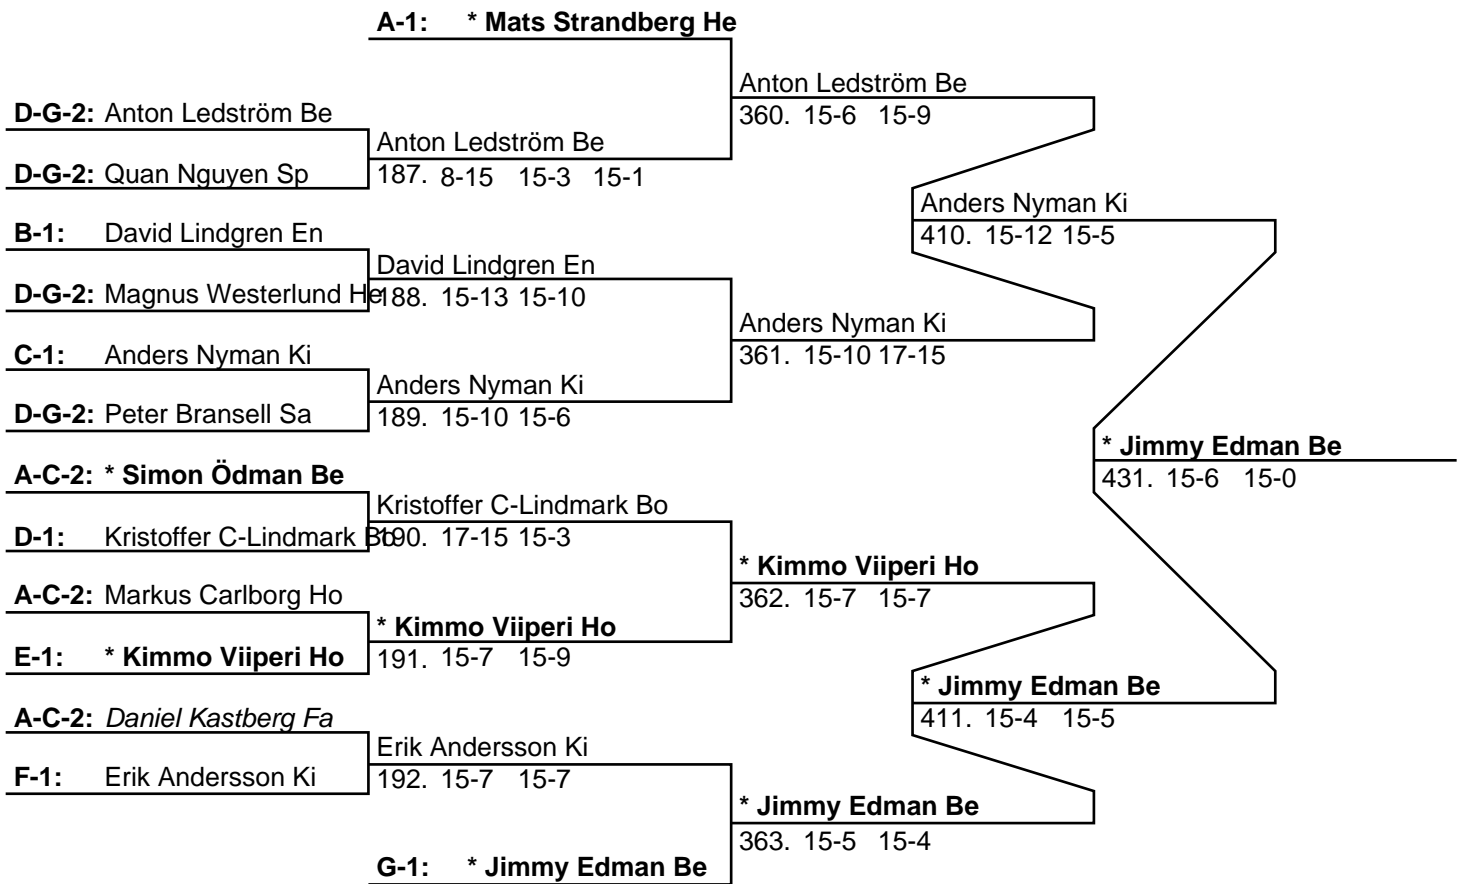 A-1: * Mats Strandberg He
Anton Ledström Be
D-G-2: Anton Ledström Be
360. 15-6 15-9
Anton Ledström Be
D-G-2: Quan Nguyen Sp
187. 8-15 15-3 15-1
Anders Nyman Ki
B-1: David Lindgren En
410. 15-12 15-5
David Lindgren En
D-G-2: Magnus Westerlund He
188. 15-13 15-10
Anders Nyman Ki
C-1: Anders Nyman Ki
361. 15-10 17-15
Anders Nyman Ki
D-G-2: Peter Bransell Sa
189. 15-10 15-6
* Jimmy Edman Be
A-C-2: * Simon Ödman Be
431. 15-6 15-0
Kristoffer C-Lindmark Bo
D-1: Kristoffer C-Lindmark Bo
190. 17-15 15-3
* Kimmo Viiperi Ho
A-C-2: Markus Carlborg Ho
362. 15-7 15-7
* Kimmo Viiperi Ho
E-1: * Kimmo Viiperi Ho
191. 15-7 15-9
* Jimmy Edman Be
A-C-2: Daniel Kastberg Fa
411. 15-4 15-5
Erik Andersson Ki
F-1: Erik Andersson Ki
192. 15-7 15-7
* Jimmy Edman Be
363. 15-5 15-4
G-1: * Jimmy Edman Be